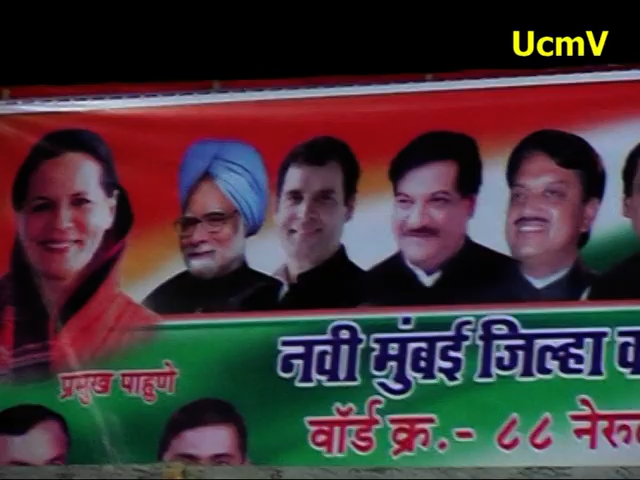 UcmV
नवी मुंबई जिल्हा
प्रमुख पाहूणे
वॉर्ड क्र.- ८८